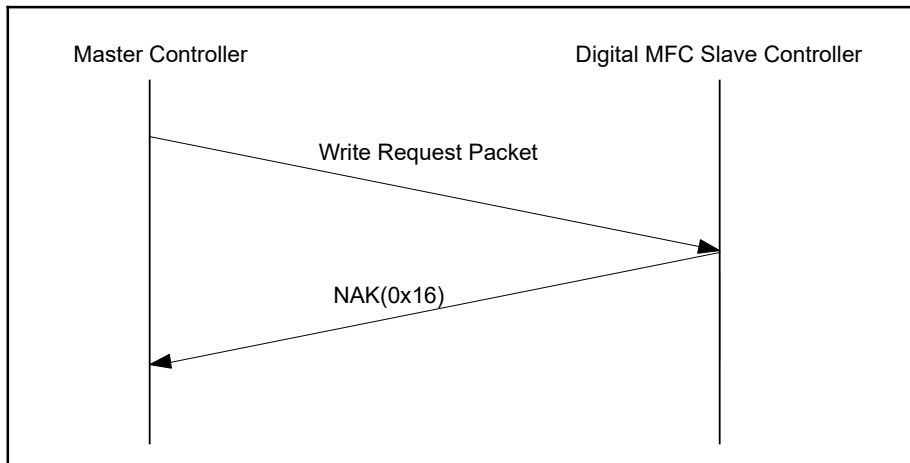 Master Controller
Digital MFC Slave Controller
Write Request Packet
NAK(0x16)